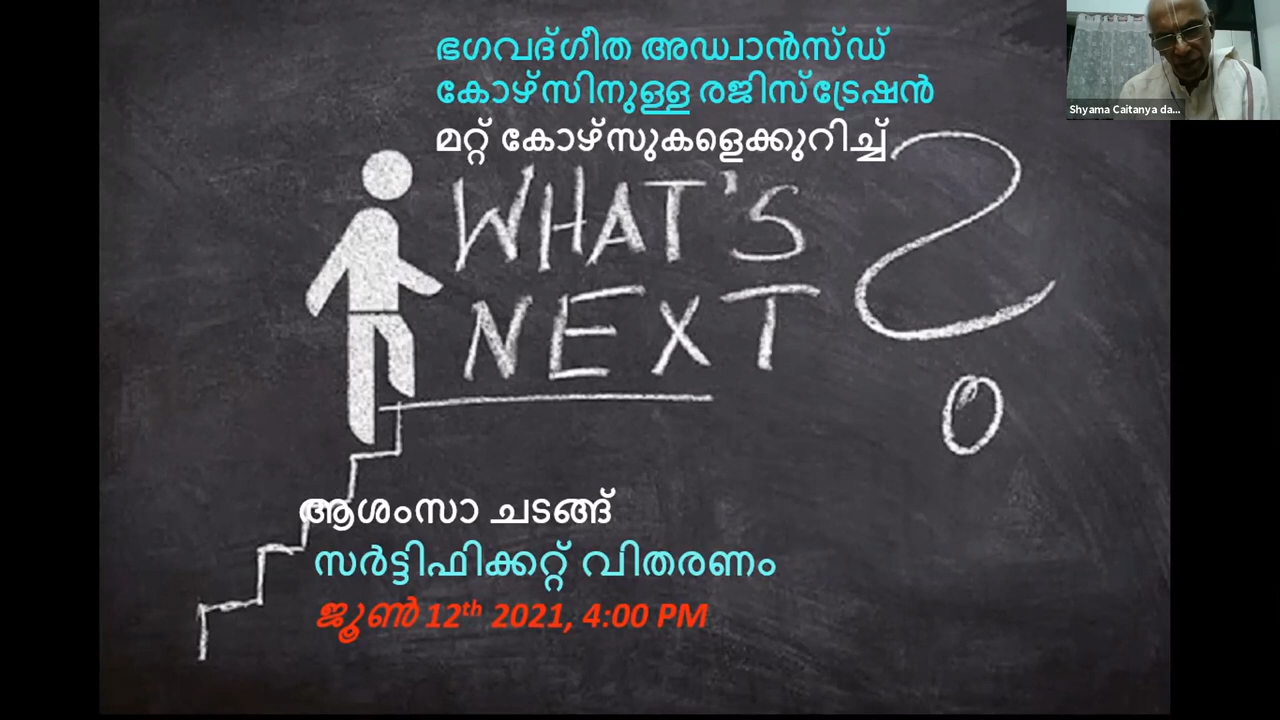 ഭഗവദ്ഗീത അഡ്വാൻസ്ഡ്
കോഴ്സിനുള്ള രജിസ്ട്രേഷൻ
മറ്റ് കോഴ്സുകളെക്കുറിച്ച്
WHAT'S
NEXT ?
ആശംസാ ചടങ്ങ്
സർട്ടിഫിക്കറ്റ് വിതരണം
ജൂൺ 12th 2021, 4:00 PM
Shyama Caitanya da...